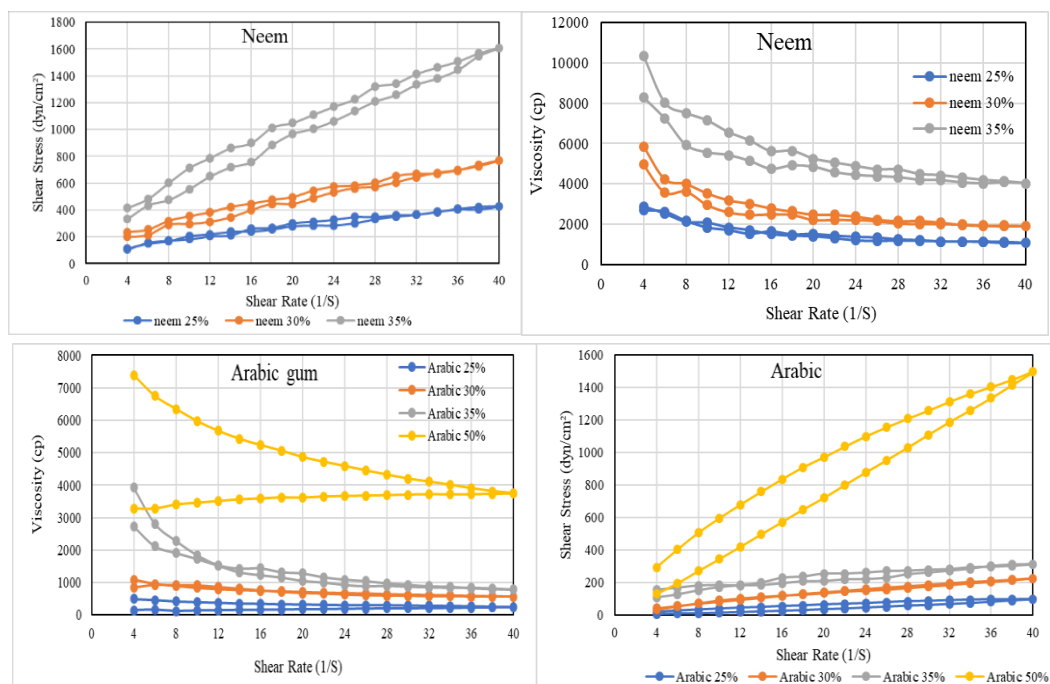 Neem
Shear Stress (dyn/cm²)
1800
1600
1400
1200
1000
800
600
400
200
0
0 4 8 12 16 20 24 28 32 36 40
Shear Rate (1/S)
neem 25% neem 30% neem 35%
Neem
Viscosity (cp)
12000
10000
8000
6000
4000
2000
0
neem 25%
neem 30%
neem 35%
0 4 8 12 16 20 24 28 32 36 40
Shear Rate (1/S)
Arabic gum
Viscosity (cp)
8000
7000
6000
5000
4000
3000
2000
1000
0
Arabic 25%
Arabic 30%
Arabic 35%
Arabic 50%
0 4 8 12 16 20 24 28 32 36 40
Shear Rate (1/S)
Arabic
Shear Stress (dyn/cm²)
1600
1400
1200
1000
800
600
400
200
0
0 4 8 12 16 20 24 28 32 36 40
Shear Rate (1/S)
Arabic 25% Arabic 30% Arabic 35% Arabic 50%